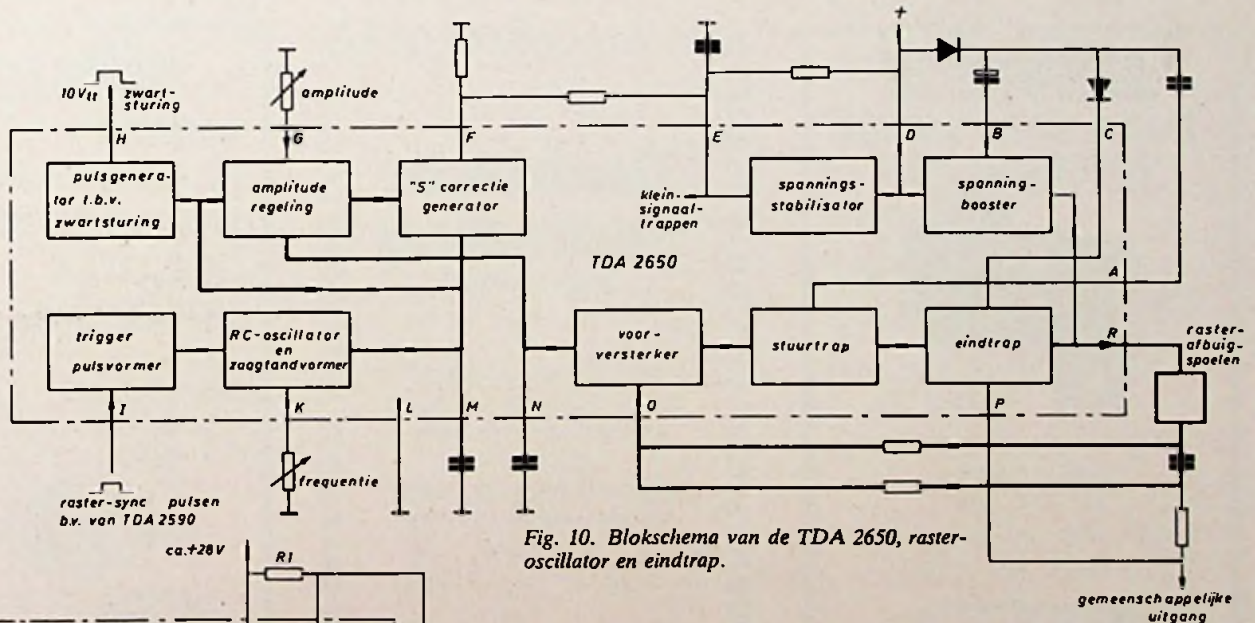 +
10Vtt
zwart-
sturing
amplitude
H
G
F
E
D
B
C
pulsgenera-
tor t.b.v.
zwartsturing
amplitude
regeling
"S" correctie
generator
klein-
signaal-
trappen
spannings-
stabilisator
spanning-
booster
TDA 2650
A
trigger
pulsvormer
RC-oscillator
en
zaagtandvormer
voor-
versterker
stuurtrap
eindtrap
R
raster-
afbuig-
spoelen
I
K
L
M
N
O
P
frequentie
raster-sync pulsen
b.v. van TDA 2590
ca.+28V
R1
Fig. 10. Blokschema van de TDA 2650, raster-
oscillator en eindtrap.
gemeenschappelijke
uitgang